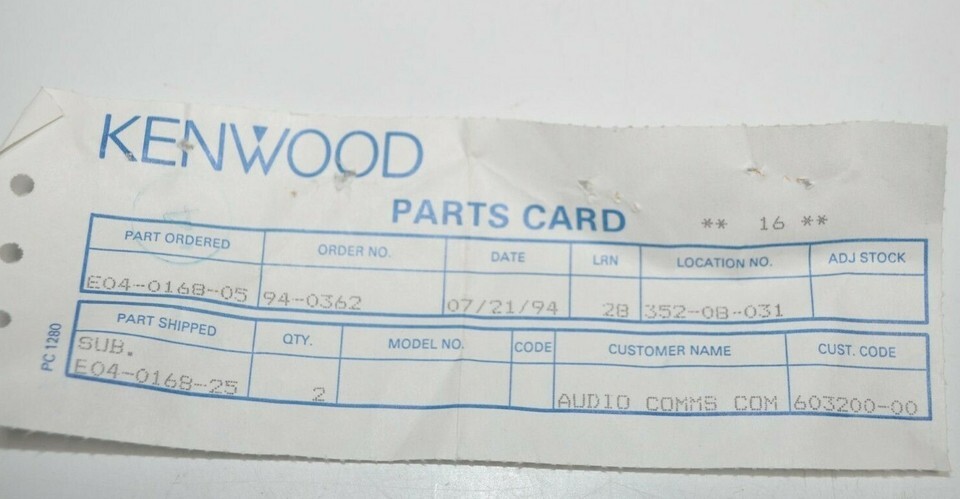 KENWOOD
PARTS CARD ** 16 **
PART ORDERED ORDER NO. DATE LRN LOCATION NO. ADJ STOCK
E04-0168-05 94-0362 07/21/94 28 352-08-031
PART SHIPPED QTY. MODEL NO. CODE CUSTOMER NAME CUST. CODE
SUB.
E04-0168-25 2 AUDIO COMMS COM 603200-00
PC 1280